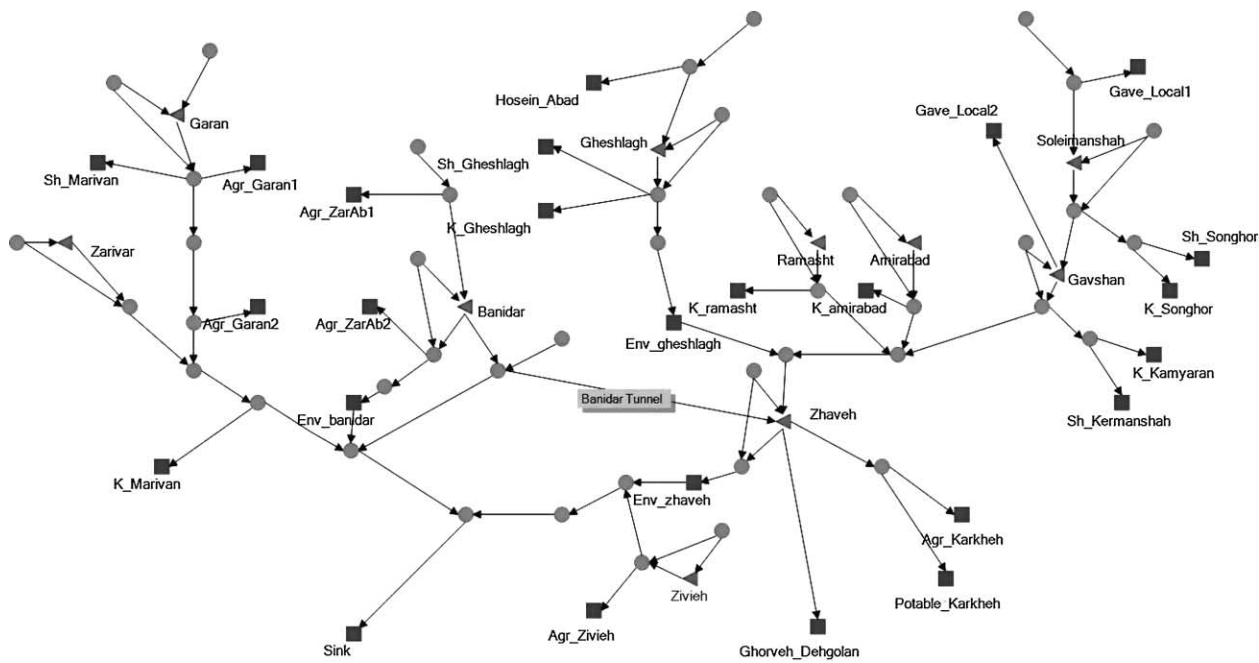 Hosein_Abad
Gave_Local1
Gave_Local2
Garan
Gheshlagh
Soleimanshah
Sh_Gheshlagh
Sh_Marivan
Agr_Garan1
Agr_ZarAb1
K_Gheshlagh
Zarivar
Ramasht
Amirabad
Sh_Songhor
Gavshan
K_ramasht
K_amirabad
K_Songhor
Banidar
Agr_Garan2
Agr_ZarAb2
Env_gheshlagh
K_Kamyaran
Banidar Tunnel
Env_banidar
Zhaveh
Sh_Kermanshah
K_Marivan
Env_zhaveh
Agr_Karkheh
Zivieh
Potable_Karkheh
Agr_Zivieh
Sink
Ghorveh_Dehgolan